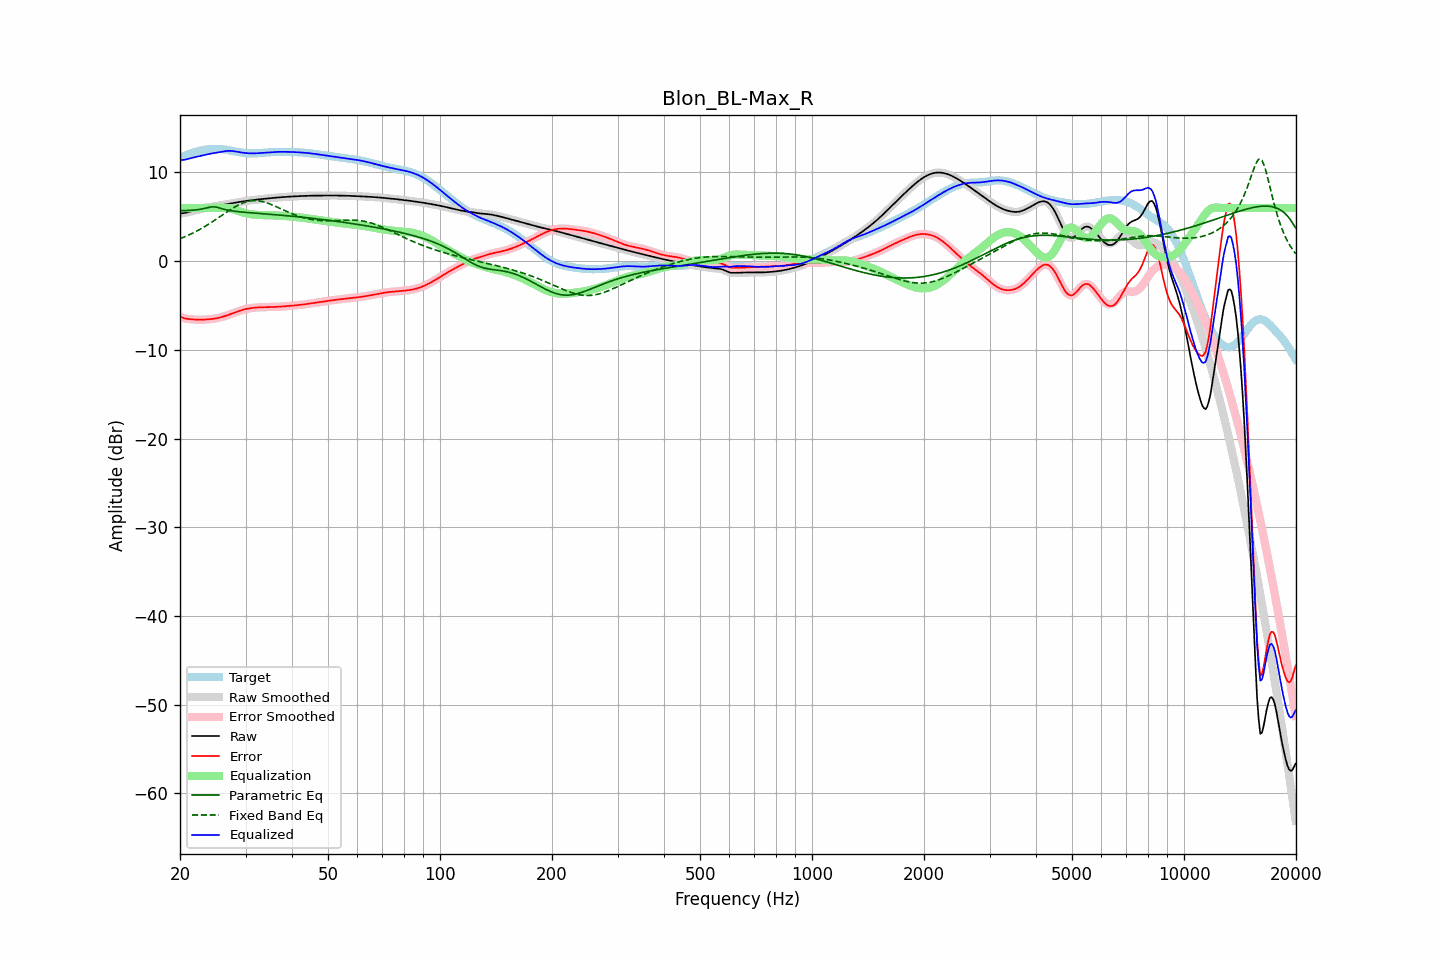 Blon_BL-Max_R
Amplitude (dBr)
10
0
−10
−20
−30
−40
−50
−60
Target
Raw Smoothed
Error Smoothed
Raw
Error
Equalization
Parametric Eq
Fixed Band Eq
Equalized
20 50 100 200 500 1000 2000 5000 10000 20000
Frequency (Hz)